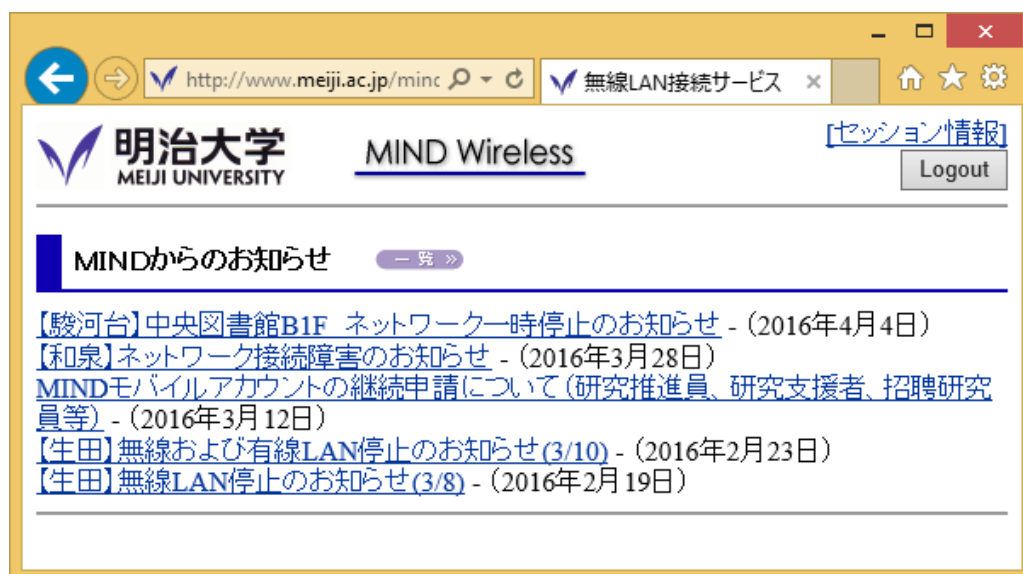 http://www.meiji.ac.jp/minc
無線LAN接続サービス
明治大学
MEIJI UNIVERSITY
MIND Wireless
[セッション情報]
Logout
MINDからのお知らせ
一覧 »
【駿河台】中央図書館B1F ネットワーク一時停止のお知らせ - (2016年4月4日)
【和泉】ネットワーク接続障害のお知らせ - (2016年3月28日)
MINDモバイルアカウントの継続申請について(研究推進員、研究支援者、招聘研究
員等) - (2016年3月12日)
【生田】無線および有線LAN停止のお知らせ(3/10) - (2016年2月23日)
【生田】無線LAN停止のお知らせ(3/8) - (2016年2月19日)